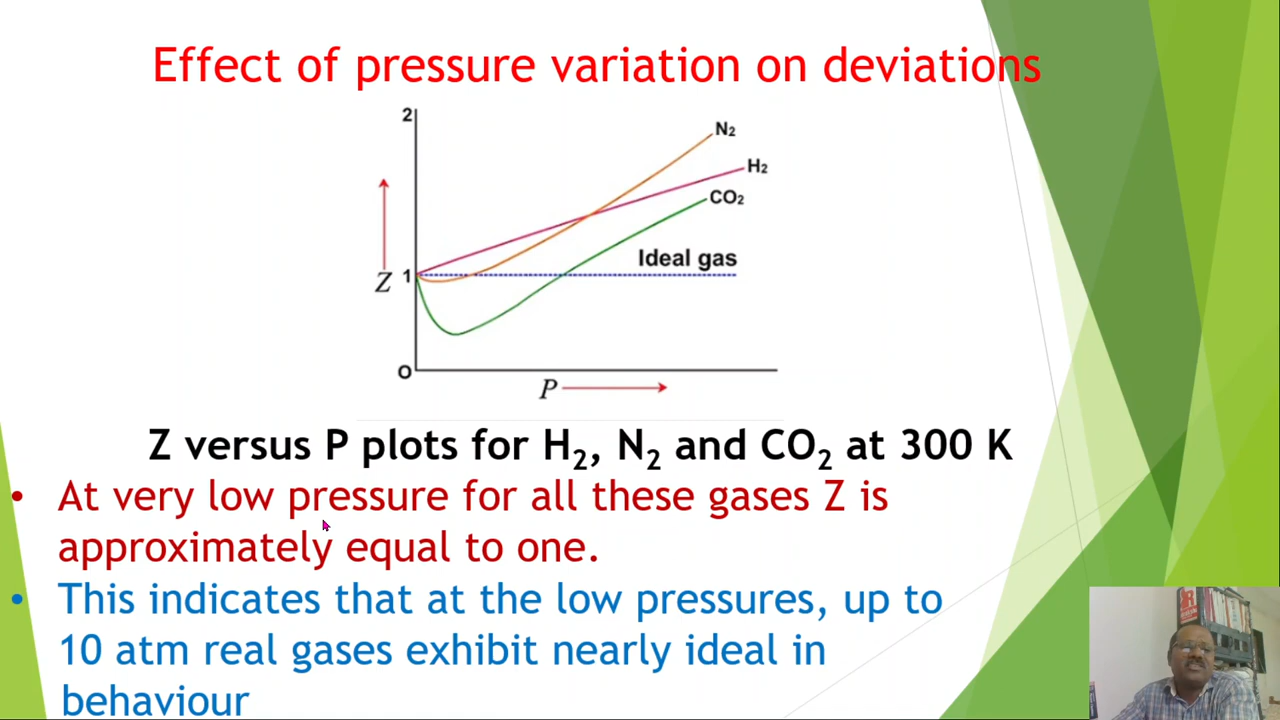 Effect of pressure variation on deviations
2
N₂
H₂
CO₂
Ideal gas
Z 1
O
P
Z versus P plots for H₂, N₂ and CO₂ at 300 K
• At very low pressure for all these gases Z is
approximately equal to one.
• This indicates that at the low pressures, up to
10 atm real gases exhibit nearly ideal in
behaviour